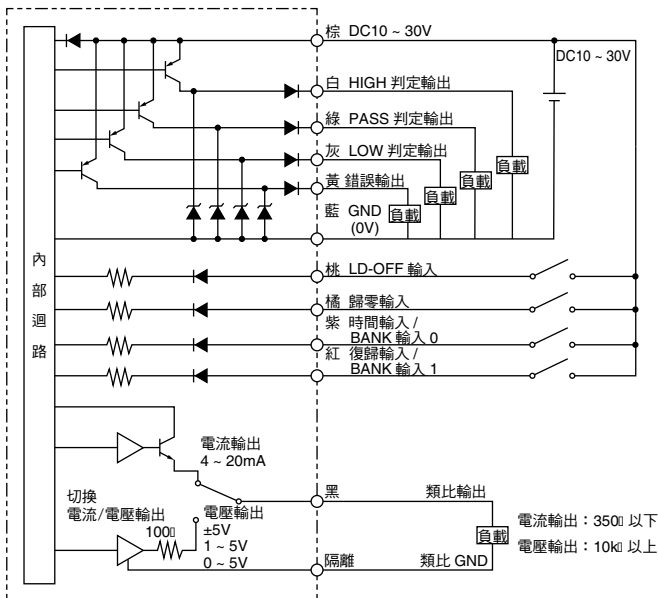 棕 DC10 ~ 30V
DC10 ~ 30V
白 HIGH 判定輸出
綠 PASS 判定輸出
灰 LOW 判定輸出
黃 錯誤輸出
藍 GND
(0V)
負載
負載
負載
負載
內部迴路
桃 LD-OFF 輸入
橘 歸零輸入
紫 時間輸入 /
BANK 輸入 0
紅 復歸輸入 /
BANK 輸入 1
電流輸出
4 ~ 20mA
切換
電流/電壓輸出
100
電壓輸出
±5V
1 ~ 5V
0 ~ 5V
黑 類比輸出
負載
隔離 類比 GND
電流輸出：350 以下
電壓輸出：10k 以上